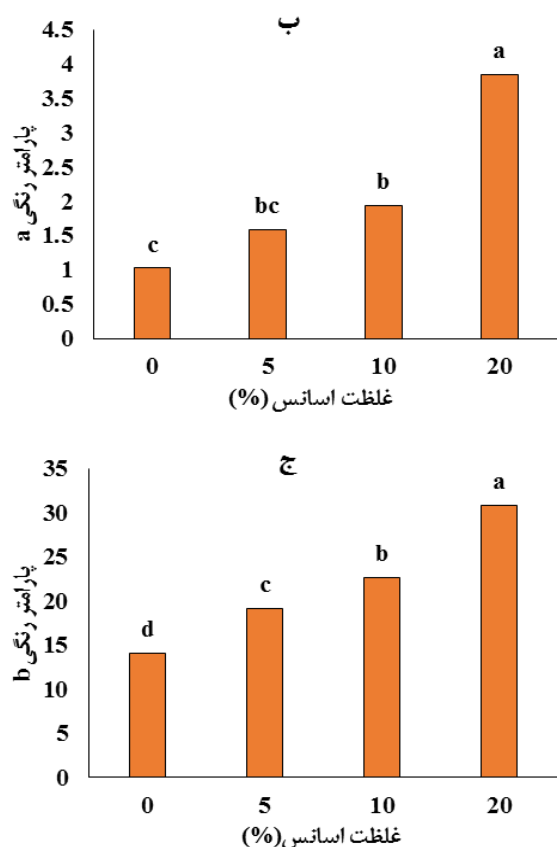 ب
4.5
4
3.5
3
2.5
2
1.5
1
0.5
0
پارامتر رنگی a
c
bc
b
a
0 5 10 20
غلظت اسانس (%)
ج
35
30
25
20
15
10
5
0
پارامتر رنگی b
d
c
b
a
0 5 10 20
غلظت اسانس(%)